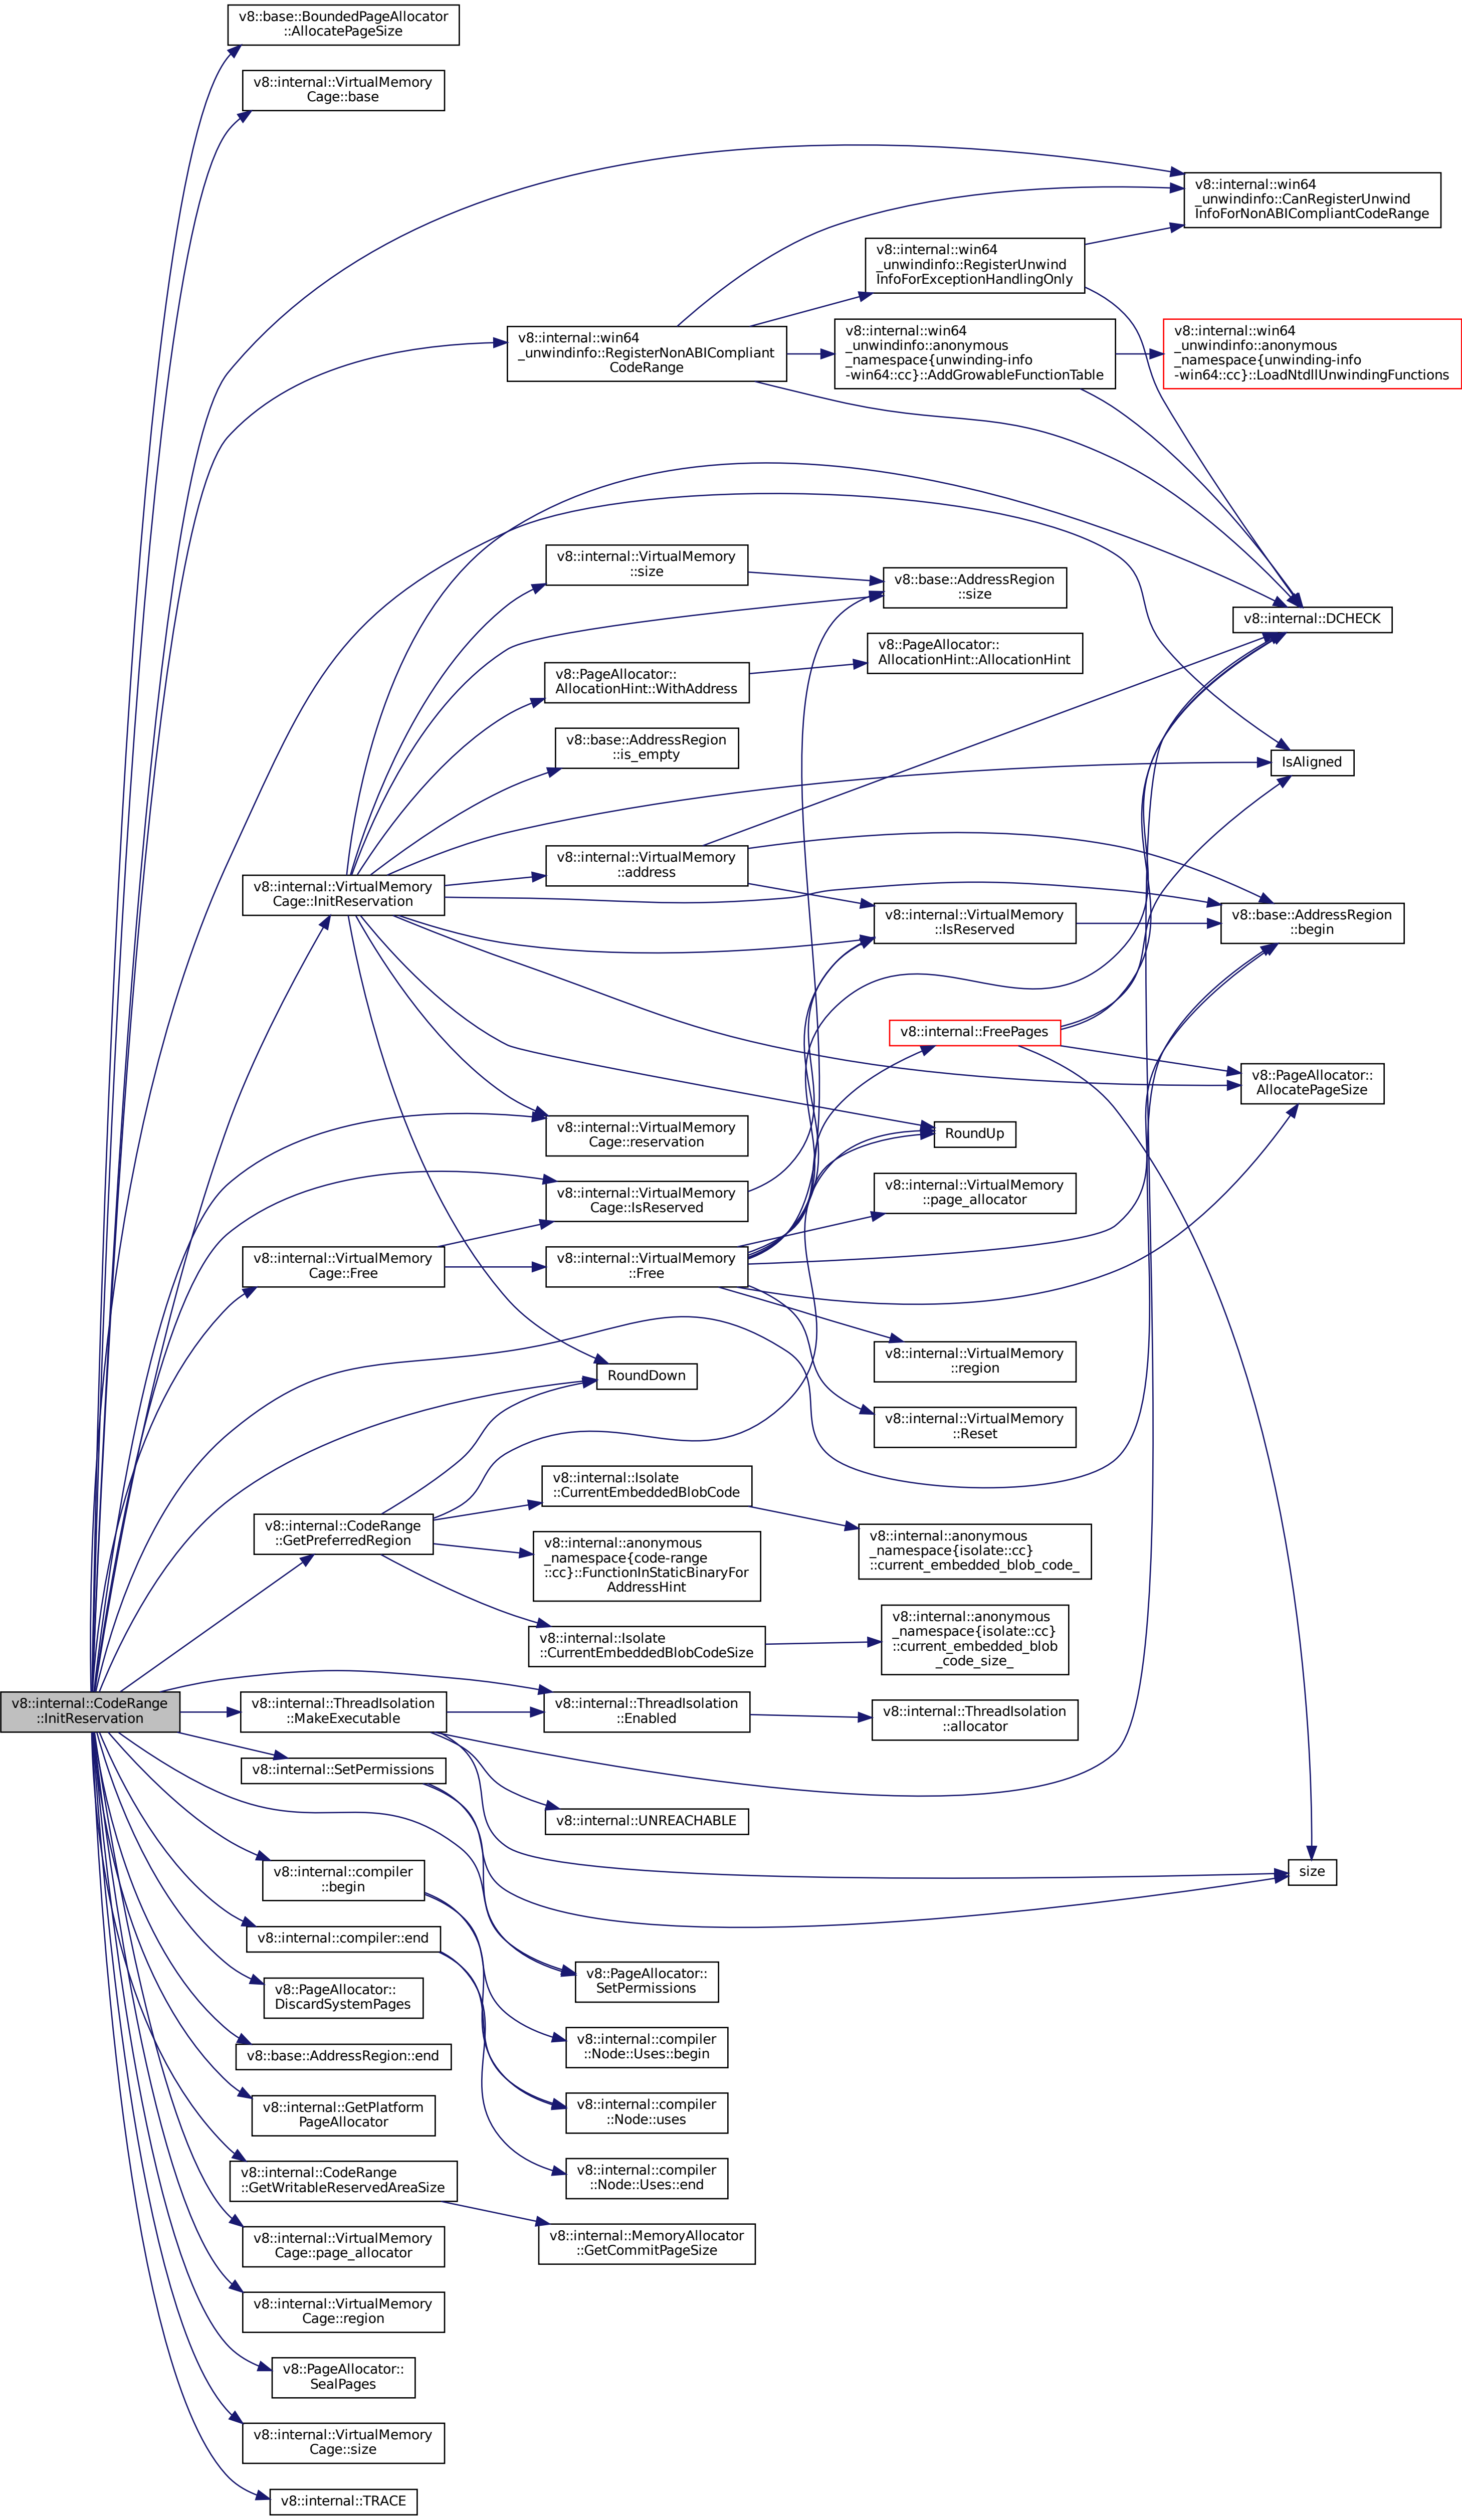 v8::base::BoundedPageAllocator
::AllocatePageSize
v8::internal::VirtualMemory
Cage::base
v8::internal::win64
_unwindinfo::CanRegisterUnwind
InfoForNonABICompliantCodeRange
v8::internal::win64
_unwindinfo::RegisterUnwind
InfoForExceptionHandlingOnly
v8::internal::win64
_unwindinfo::RegisterNonABICompliant
CodeRange
v8::internal::win64
_unwindinfo::anonymous
_namespace{unwinding-info
-win64::cc}::AddGrowableFunctionTable
v8::internal::win64
_unwindinfo::anonymous
_namespace{unwinding-info
-win64::cc}::LoadNtdllUnwindingFunctions
v8::internal::VirtualMemory
::size
v8::base::AddressRegion
::size
v8::internal::DCHECK
v8::PageAllocator::
AllocationHint::WithAddress
v8::PageAllocator::
AllocationHint::AllocationHint
v8::base::AddressRegion
::is_empty
IsAligned
v8::internal::VirtualMemory
::address
v8::internal::VirtualMemory
Cage::InitReservation
v8::internal::VirtualMemory
::IsReserved
v8::base::AddressRegion
::begin
v8::internal::FreePages
v8::PageAllocator::
AllocatePageSize
v8::internal::VirtualMemory
Cage::reservation
RoundUp
v8::internal::VirtualMemory
Cage::IsReserved
v8::internal::VirtualMemory
::page_allocator
v8::internal::VirtualMemory
Cage::Free
v8::internal::VirtualMemory
::Free
v8::internal::VirtualMemory
::region
RoundDown
v8::internal::VirtualMemory
::Reset
v8::internal::Isolate
::CurrentEmbeddedBlobCode
v8::internal::CodeRange
::GetPreferredRegion
v8::internal::anonymous
_namespace{code-range
::cc}::FunctionInStaticBinaryFor
AddressHint
v8::internal::anonymous
_namespace{isolate::cc}
::current_embedded_blob_code_
v8::internal::Isolate
::CurrentEmbeddedBlobCodeSize
v8::internal::anonymous
_namespace{isolate::cc}
::current_embedded_blob
_code_size_
v8::internal::CodeRange
::InitReservation
v8::internal::ThreadIsolation
::MakeExecutable
v8::internal::ThreadIsolation
::Enabled
v8::internal::ThreadIsolation
::allocator
v8::internal::SetPermissions
v8::internal::UNREACHABLE
v8::internal::compiler
::begin
size
v8::internal::compiler::end
v8::PageAllocator::
SetPermissions
v8::PageAllocator::
DiscardSystemPages
v8::internal::compiler
::Node::Uses::begin
v8::base::AddressRegion::end
v8::internal::GetPlatform
PageAllocator
v8::internal::compiler
::Node::uses
v8::internal::CodeRange
::GetWritableReservedAreaSize
v8::internal::compiler
::Node::Uses::end
v8::internal::VirtualMemory
Cage::page_allocator
v8::internal::MemoryAllocator
::GetCommitPageSize
v8::internal::VirtualMemory
Cage::region
v8::PageAllocator::
SealPages
v8::internal::VirtualMemory
Cage::size
v8::internal::TRACE